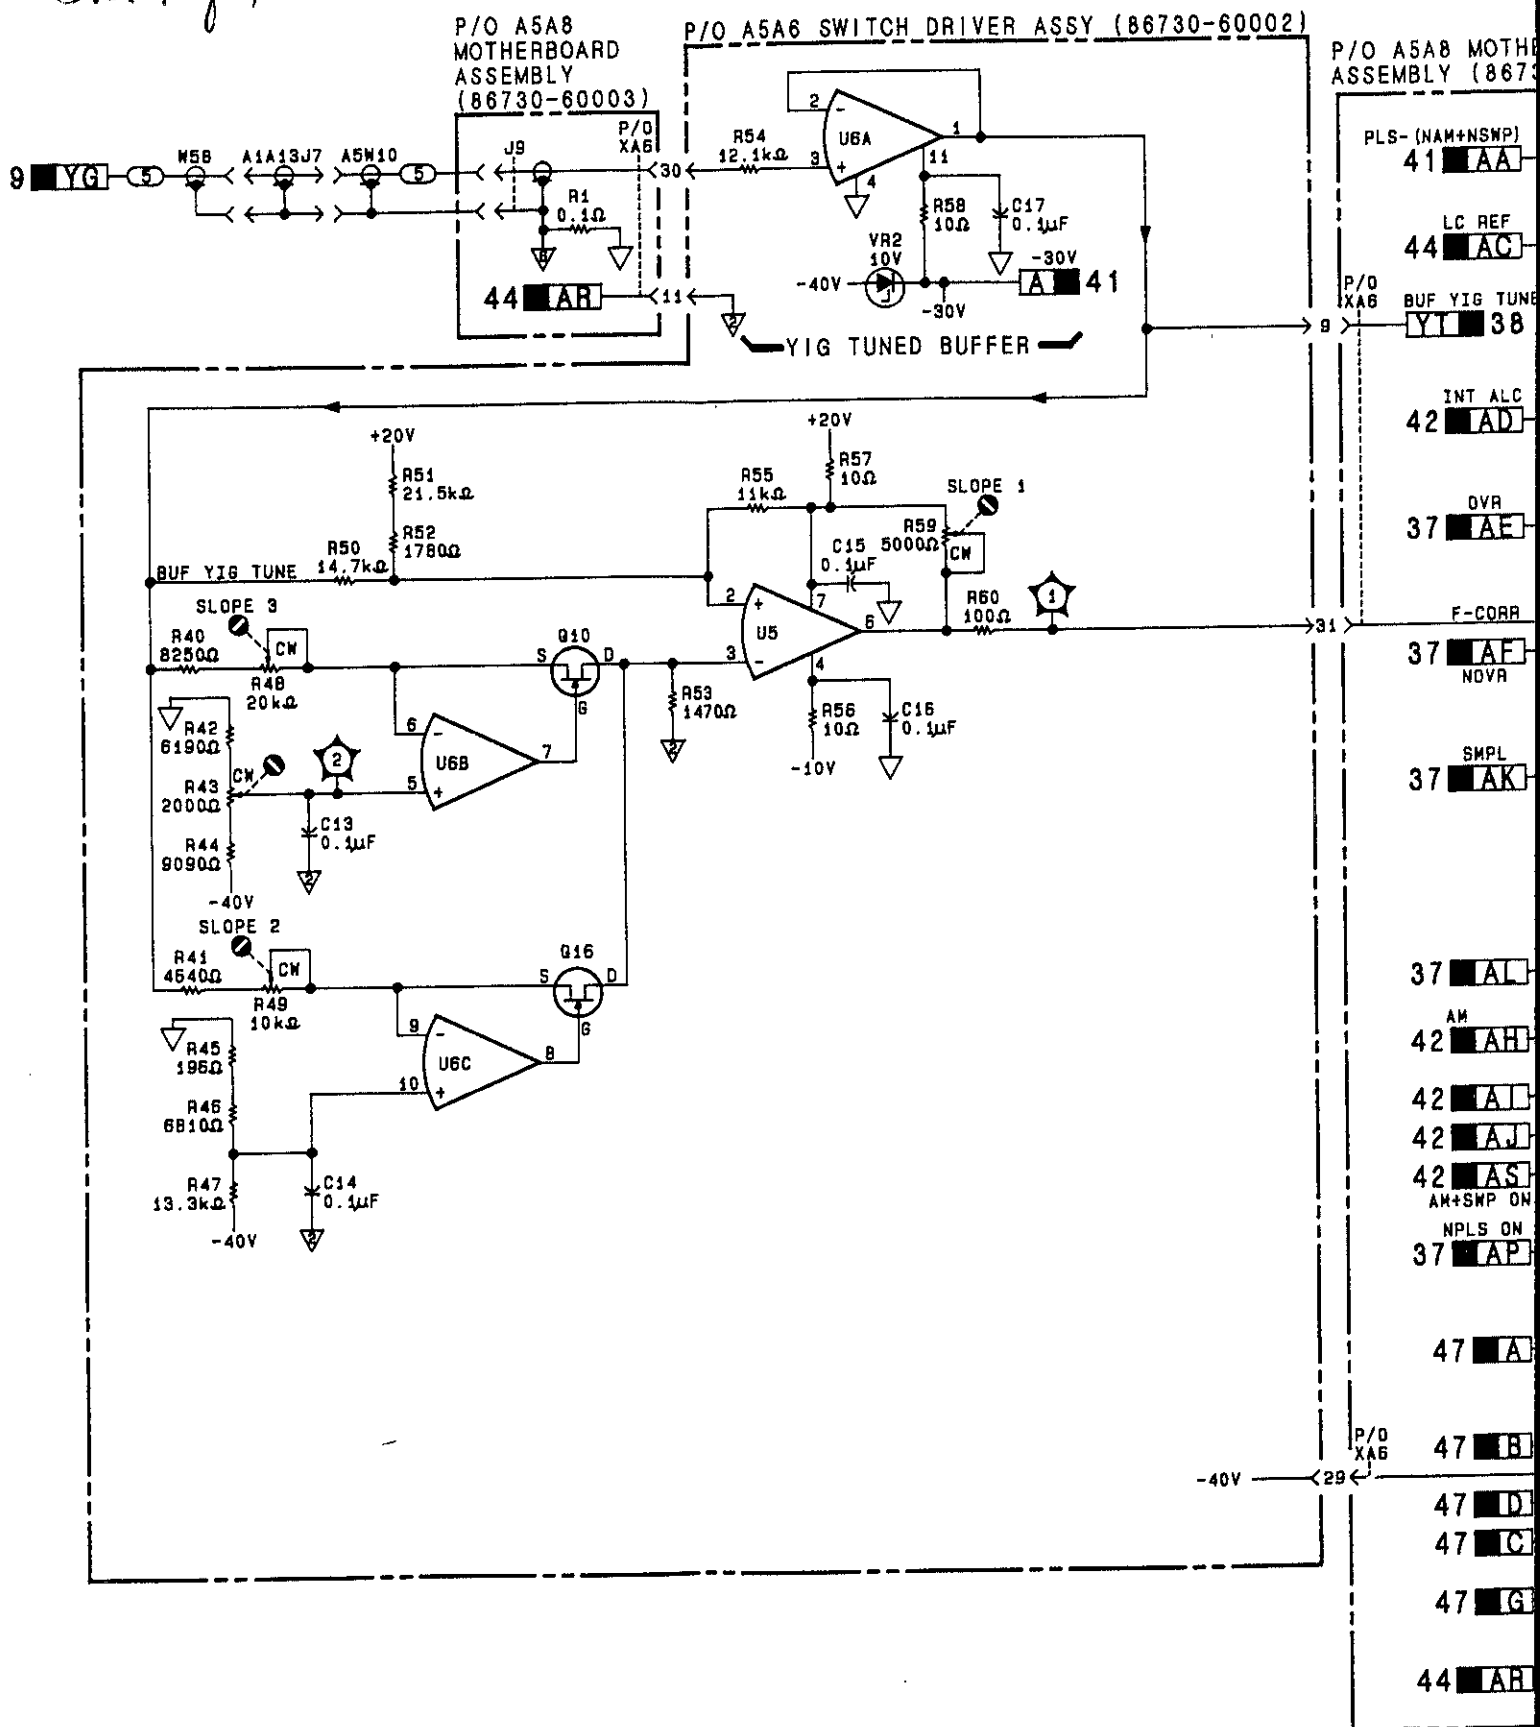 P/O A5A8
MOTHERBOARD
ASSEMBLY
(86730-60003)
P/O A5A6 SWITCH DRIVER ASSY (86730-60002)
P/O A5A8 MOTHE
ASSEMBLY (8673
9 YG
5
W58
A1A13J7
A5W10
5
J9
P/O
XA6
30
R1
0.1Ω
44 AR
11
2
R54
12.1kΩ
2
-
3
+
U6A
1
11
4
R58
10Ω
C17
0.1µF
VR2
10V
-40V
-30V
-30V
A 41
YIG TUNED BUFFER
9
PLS-(NAM+NSWP)
41 AA
LC REF
44 AC
P/O
XA6
BUF YIG TUNE
YT 38
INT ALC
42 AD
OVR
37 AE
F-CORR
37 AF
NOVR
SMPL
37 AK
37 AL
AM
42 AH
42 AI
42 AJ
42 AS
AM+SWP ON
NPLS ON
37 AP
47 A
47 B
47 D
47 C
47 G
44 AR
+20V
R51
21.5kΩ
R52
1780Ω
R50
14.7kΩ
BUF YIG TUNE
+20V
R57
10Ω
R55
11kΩ
SLOPE 1
R59
5000Ω
CW
C15
0.1µF
2
+
3
-
U5
7
6
4
R60
100Ω
1
31
R56
10Ω
-10V
C16
0.1µF
R53
1470Ω
2
SLOPE 3
R40
8250Ω
CW
R48
20kΩ
Q10
S
D
G
R42
6190Ω
CW
R43
2000Ω
R44
9090Ω
-40V
2
6
-
5
+
U6B
7
C13
0.1µF
2
SLOPE 2
R41
4640Ω
CW
R49
10kΩ
Q16
S
D
G
R45
196Ω
R46
6810Ω
R47
13.3kΩ
-40V
9
-
10
+
U6C
8
C14
0.1µF
2
-40V
29
P/O
XA6